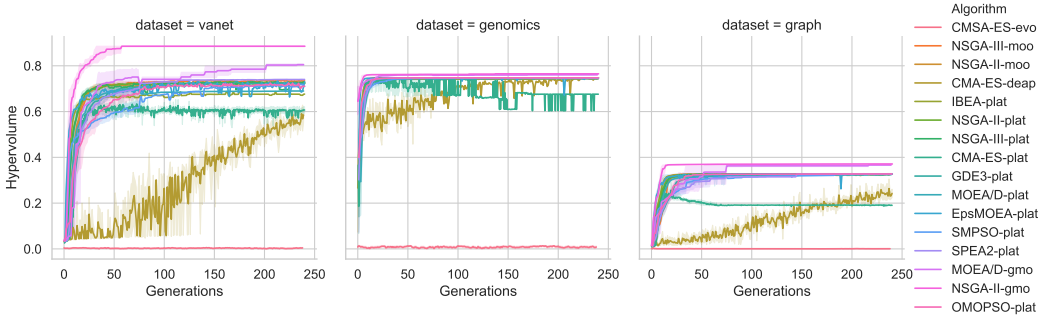 Algorithm
dataset = vanet
dataset = genomics
dataset = graph
CMSA-ES-evo
NSGA-III-moo
NSGA-II-moo
CMA-ES-deap
IBEA-plat
NSGA-II-plat
NSGA-III-plat
CMA-ES-plat
GDE3-plat
MOEA/D-plat
EpsMOEA-plat
SMPSO-plat
SPEA2-plat
MOEA/D-gmo
NSGA-II-gmo
OMOPSO-plat
Hypervolume
0.8
0.6
0.4
0.2
0.0
0 50 100 150 200 250
0 50 100 150 200 250
0 50 100 150 200 250
Generations
Generations
Generations